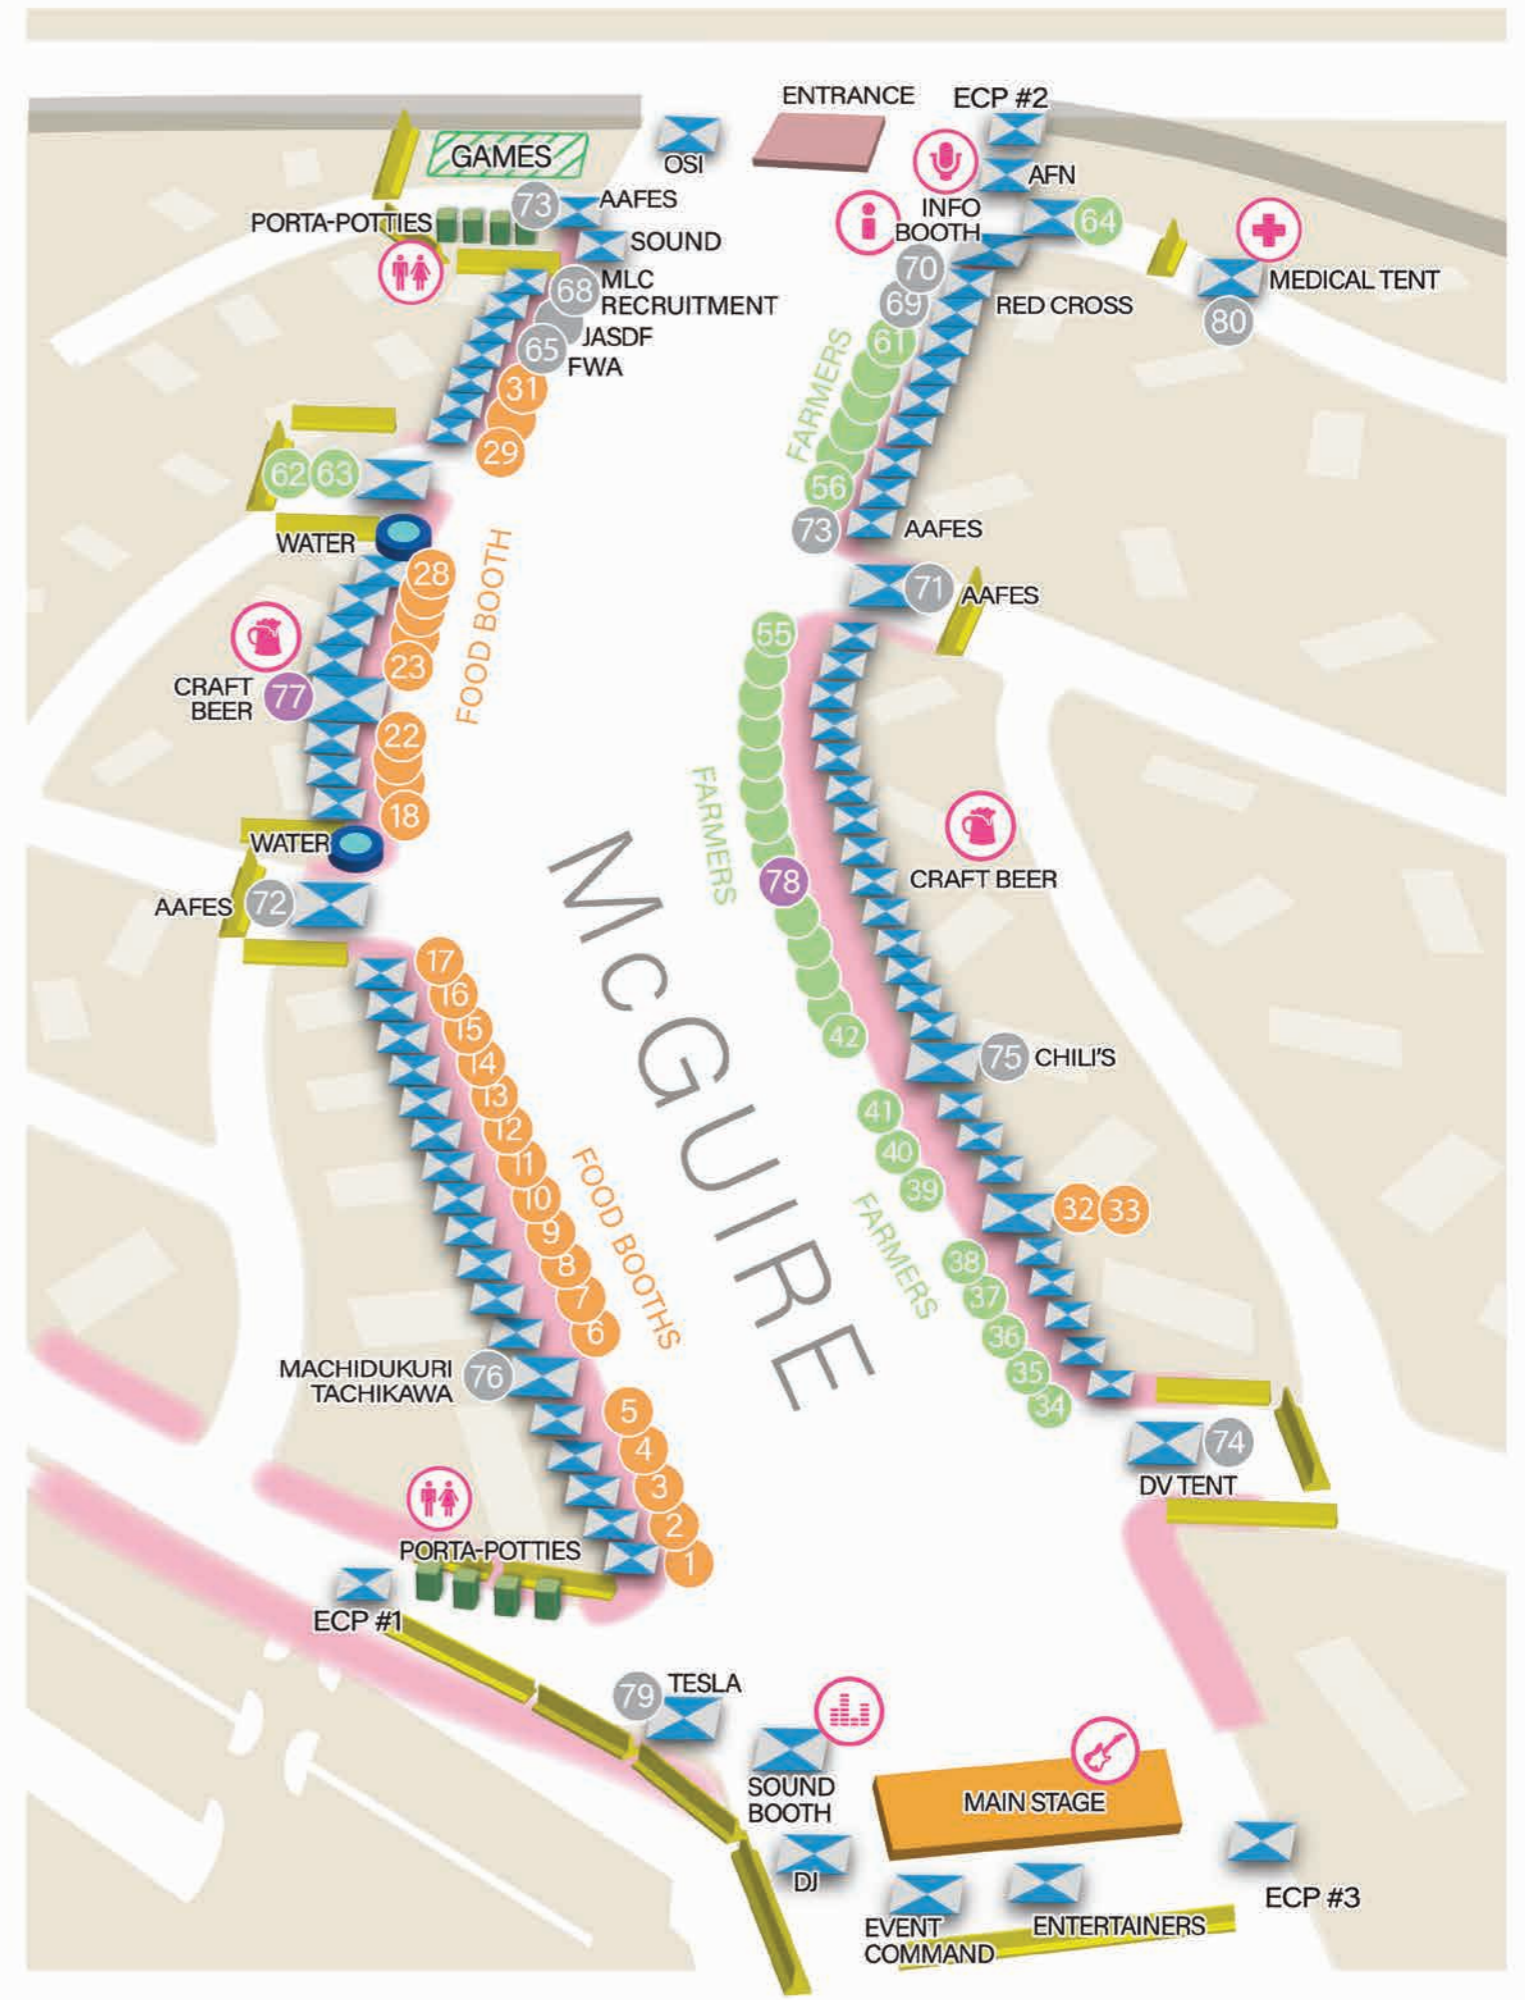 ENTRANCE
ECP #2
GAMES
OSI
AFN
73
AAFES
PORTA-POTTIES
INFO
BOOTH
64
SOUND
70
MEDICAL TENT
68
MLC
RECRUITMENT
69
RED CROSS
80
JASDF
65
FWA
61
FARMERS
31
29
62
63
56
73
AAFES
WATER
28
FOOD BOOTH
71
AAFES
55
23
CRAFT
BEER
77
22
18
FARMERS
WATER
78
CRAFT BEER
AAFES
72
McGUIRE
17
16
15
14
13
12
11
10
9
8
7
6
FOOD BOOTHS
42
75
CHILI'S
41
40
39
32
33
FARMERS
38
37
36
35
34
MACHIDUKURI
TACHIKAWA
76
5
4
3
2
1
74
DV TENT
PORTA-POTTIES
ECP #1
79
TESLA
SOUND
BOOTH
MAIN STAGE
DJ
EVENT
COMMAND
ENTERTAINERS
ECP #3